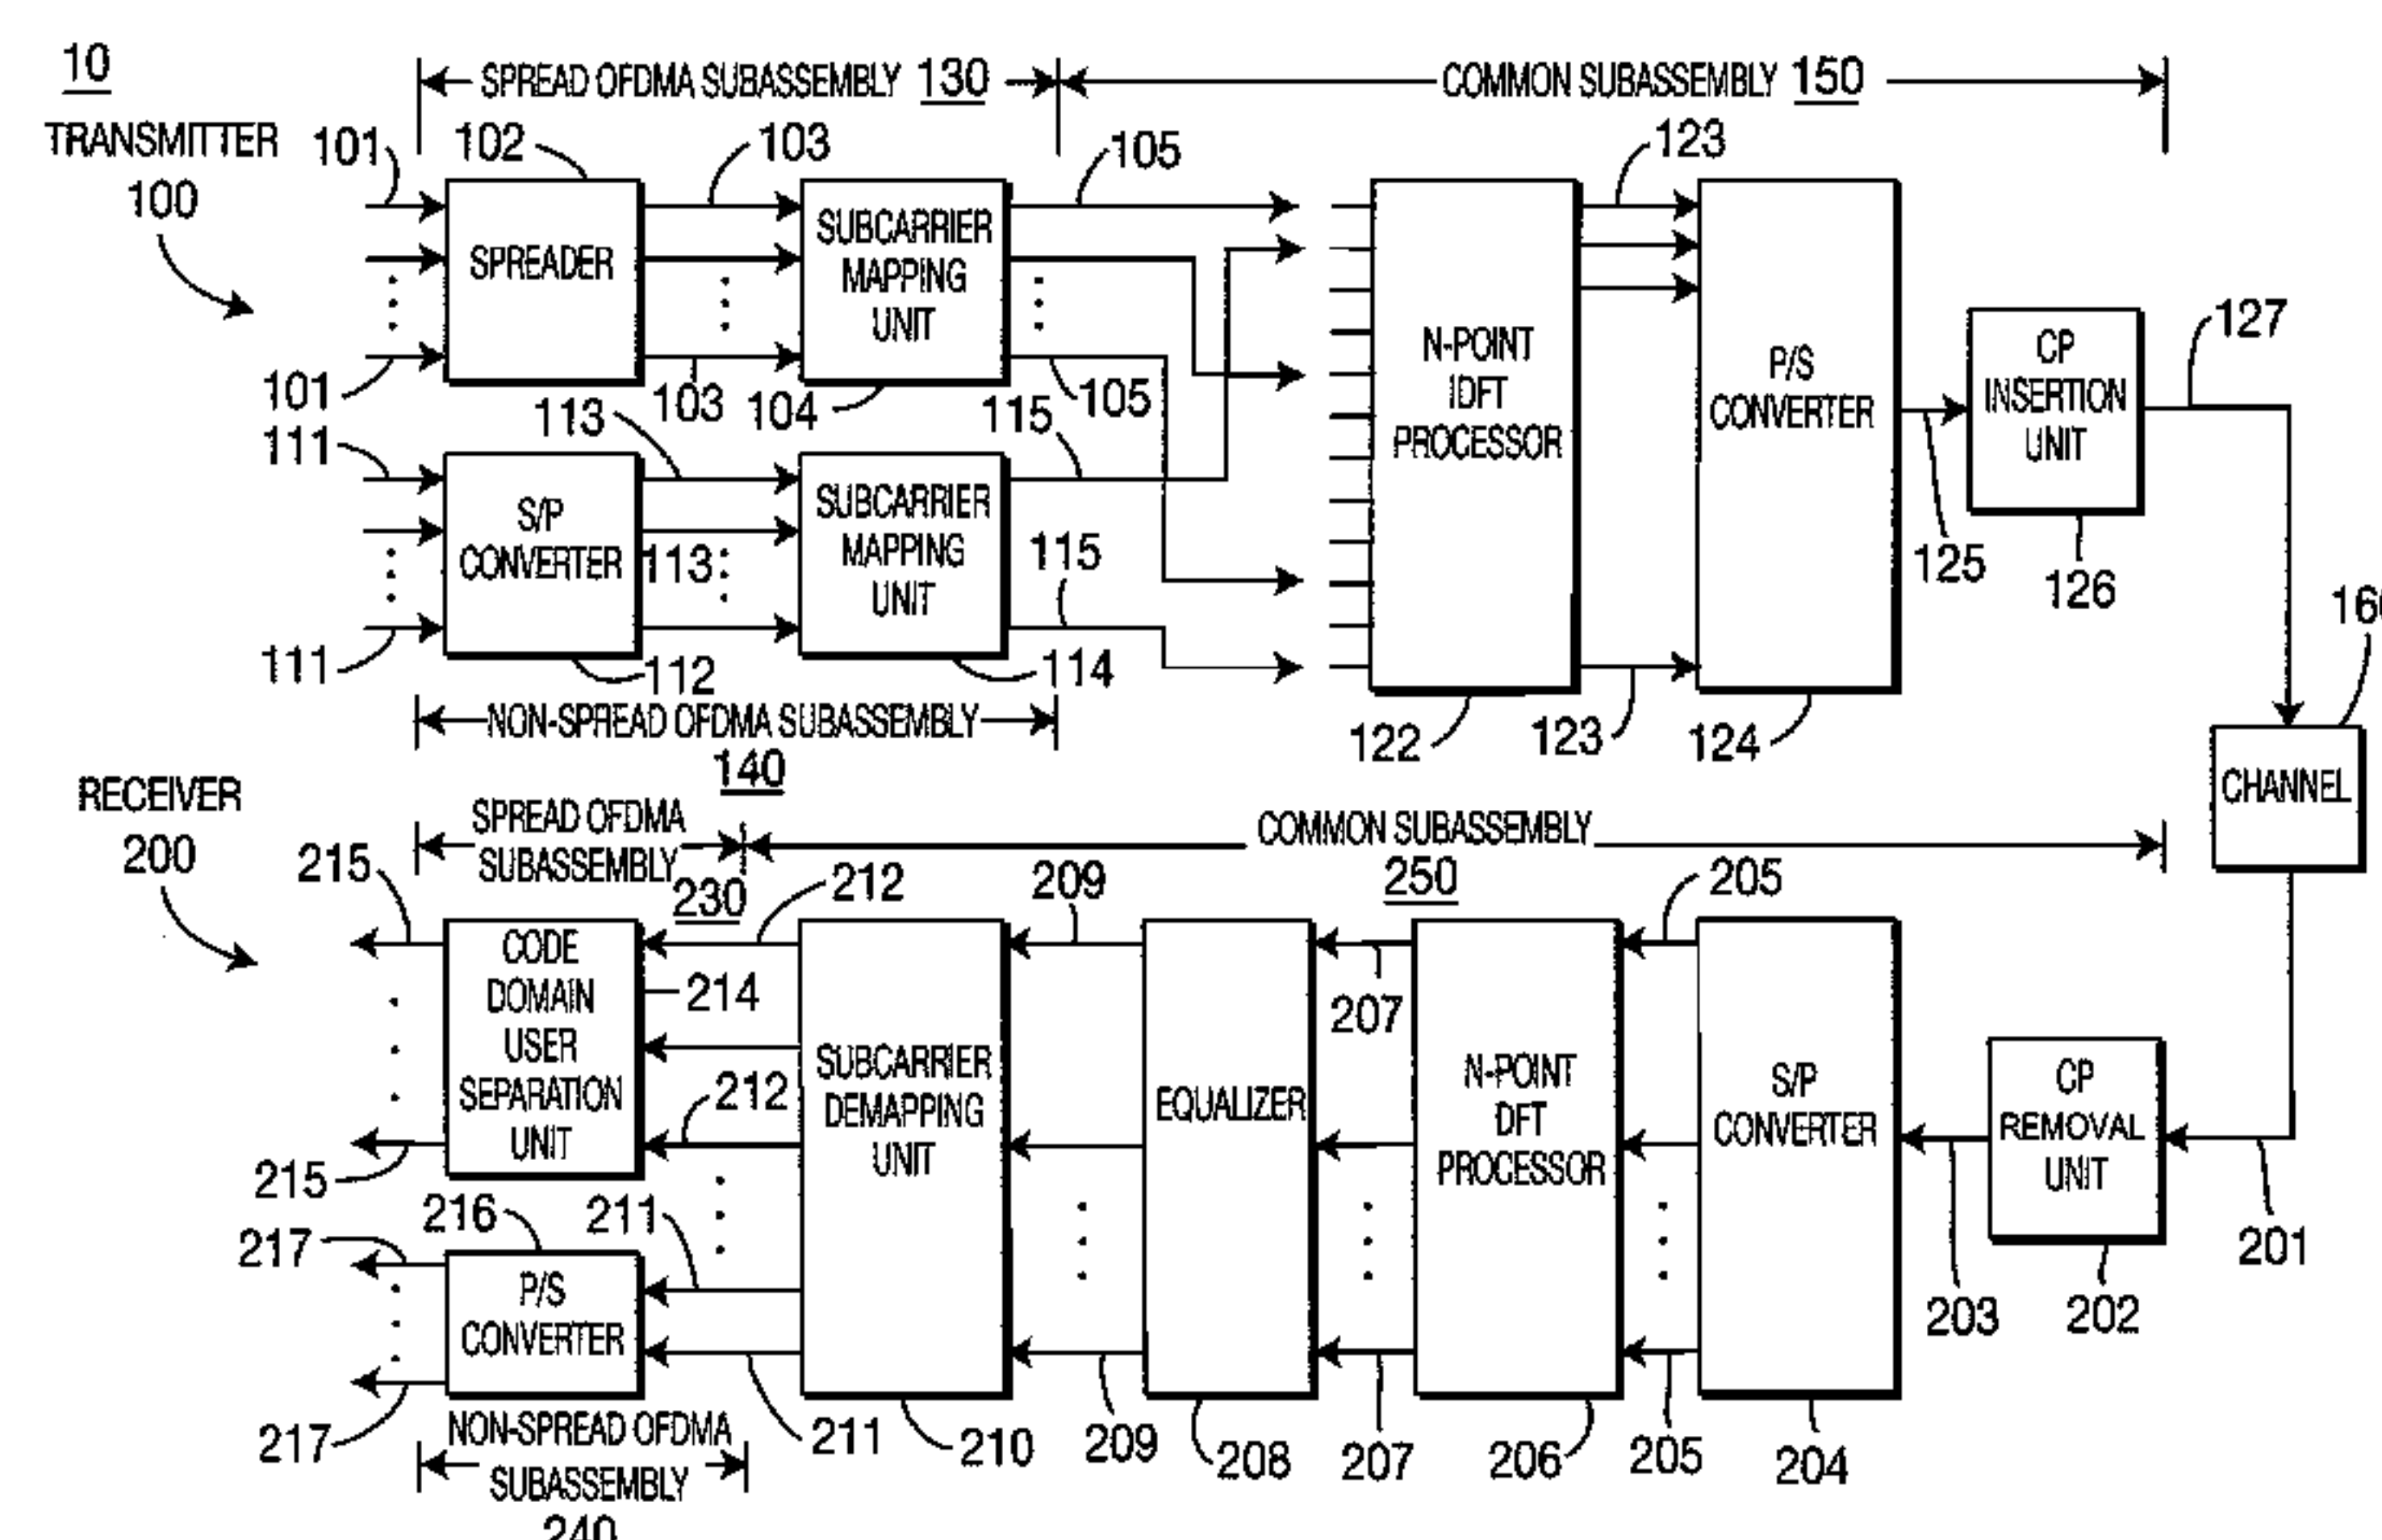 10
SPREAD OFDMA SUBASSEMBLY 130
COMMON SUBASSEMBLY 150
TRANSMITTER
100
101
102
103
105
123
SPREADER
SUBCARRIER
MAPPING
UNIT
101
103
104
105
N-POINT
IDFT
PROCESSOR
P/S
CONVERTER
CP
INSERTION
UNIT
127
111
113
115
S/P
CONVERTER
113
SUBCARRIER
MAPPING
UNIT
115
125
126
111
112
114
NON-SPREAD OFDMA SUBASSEMBLY
140
122
123
124
CHANNEL
RECEIVER
200
SPREAD OFDMA
SUBASSEMBLY
230
COMMON SUBASSEMBLY
250
215
212
209
205
CODE
DOMAIN
USER
SEPARATION
UNIT
214
207
212
SUBCARRIER
DEMAPPING
UNIT
EQUALIZER
N-POINT
DFT
PROCESSOR
S/P
CONVERTER
CP
REMOVAL
UNIT
215
216
211
217
201
P/S
CONVERTER
203
202
217
211
210
209
208
207
206
205
204
NON-SPREAD OFDMA
SUBASSEMBLY
240